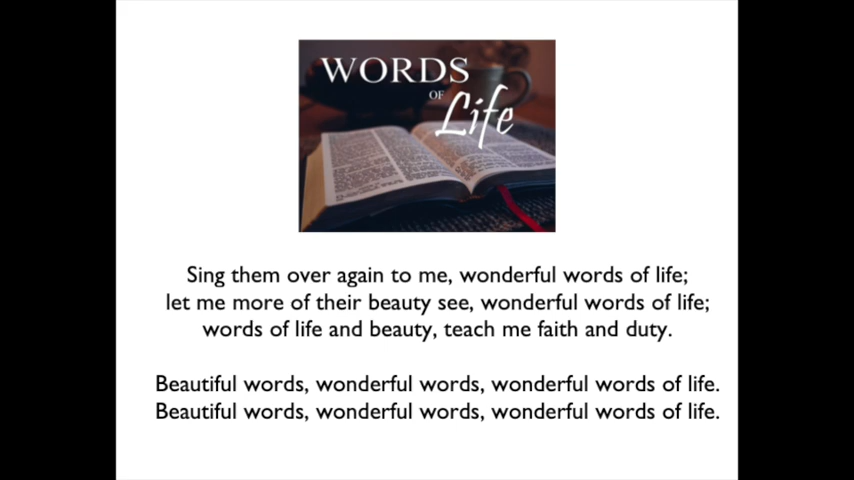 WORDS
OF
Life
Sing them over again to me, wonderful words of life;
let me more of their beauty see, wonderful words of life;
words of life and beauty, teach me faith and duty.
Beautiful words, wonderful words, wonderful words of life.
Beautiful words, wonderful words, wonderful words of life.